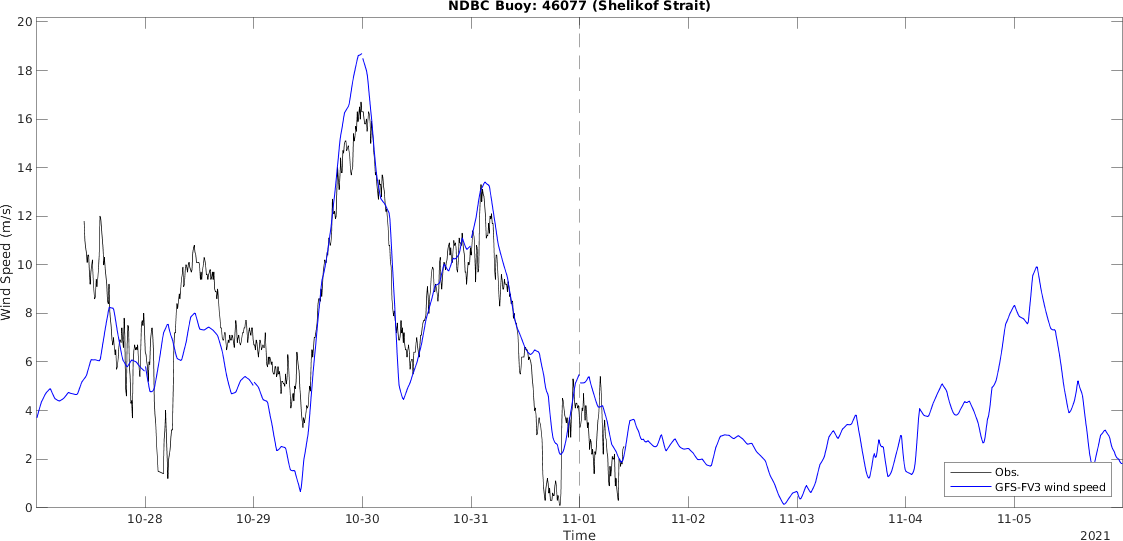 NDBC Buoy: 46077 (Shelikof Strait)
20
18
16
14
12
10
8
6
4
2
0
Wind Speed (m/s)
10-28 10-29 10-30 10-31 11-01 11-02 11-03 11-04 11-05
Time
2021
Obs.
GFS-FV3 wind speed